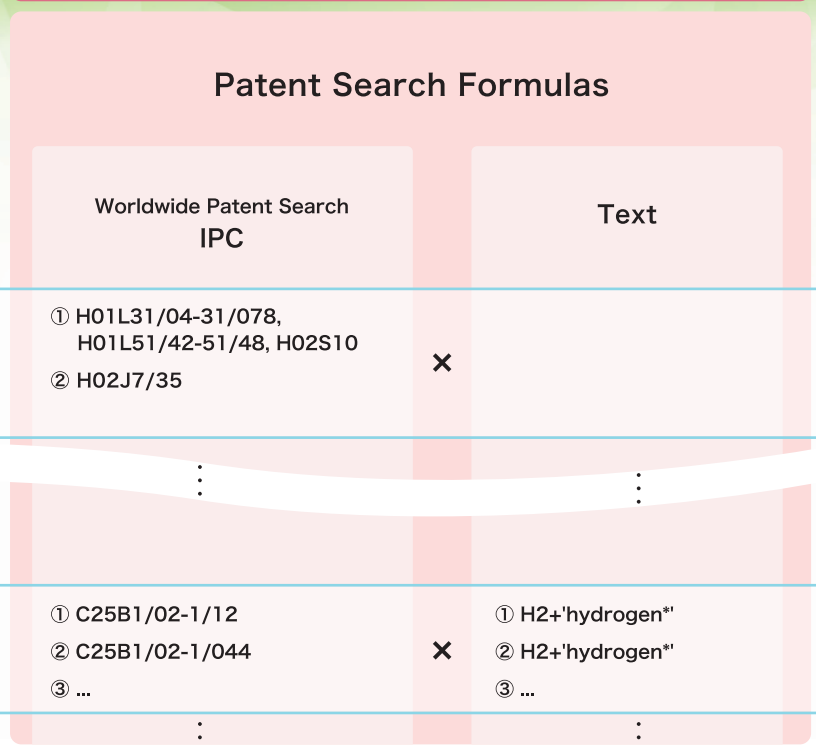 Patent Search Formulas
Worldwide Patent Search
IPC
Text
① H01L31/04-31/078,
H01L51/42-51/48, H02S10
② H02J7/35
×
⋮
⋮
① C25B1/02-1/12
② C25B1/02-1/044
③ ...
×
① H2+'hydrogen*'
② H2+'hydrogen*'
③ ...
:
: